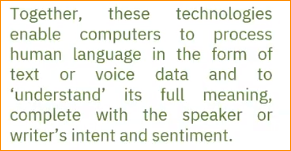 Together, these technologies
enable computers to process
human language in the form of
text or voice data and to
‘understand’ its full meaning,
complete with the speaker or
writer’s intent and sentiment.